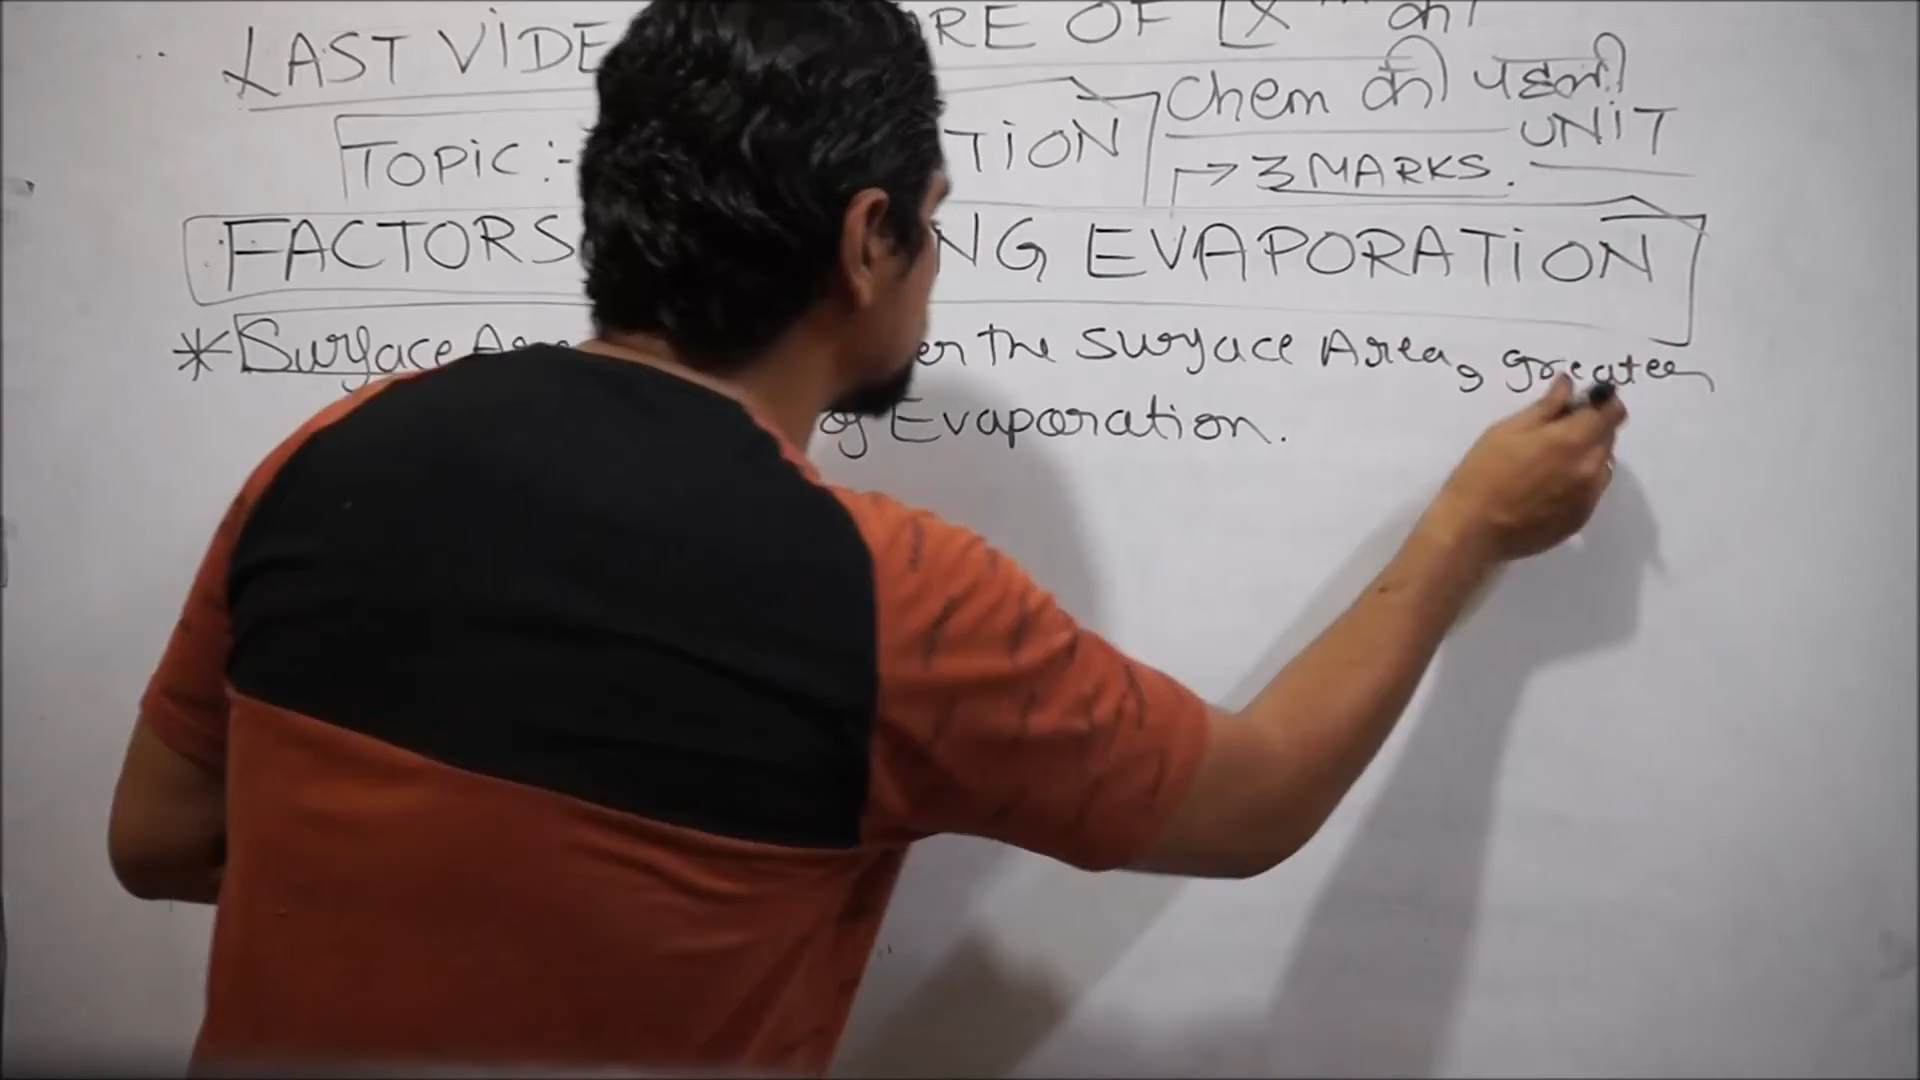 LAST VIDE RE OF IX की
Chem की पहली
TOPIC :- TION UNIT
→ 3 MARKS.
FACTORS NG EVAPORATION
* Surface Are er the Surface Area, greater
of Evaporation.